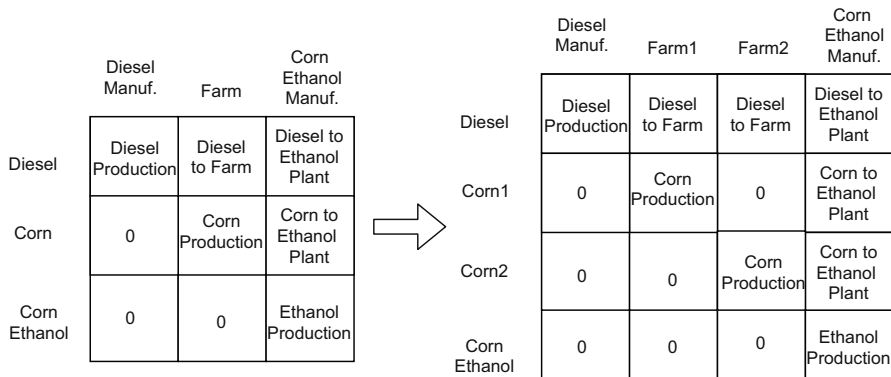 Diesel Manuf.
Farm
Corn Ethanol Manuf.
Diesel
Diesel Production
Diesel to Farm
Diesel to Ethanol Plant
Corn
0
Corn Production
Corn to Ethanol Plant
Corn Ethanol
0
0
Ethanol Production
Diesel Manuf.
Farm1
Farm2
Corn Ethanol Manuf.
Diesel
Diesel Production
Diesel to Farm
Diesel to Farm
Diesel to Ethanol Plant
Corn1
0
Corn Production
0
Corn to Ethanol Plant
Corn2
0
0
Corn Production
Corn to Ethanol Plant
Corn Ethanol
0
0
0
Ethanol Production